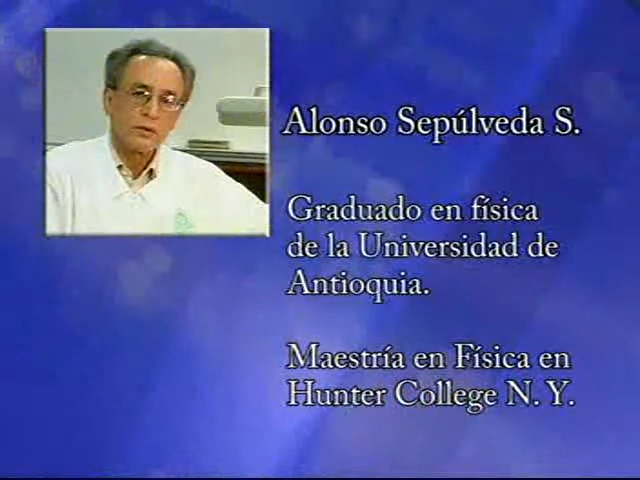 Alonso Sepúlveda S.
Graduado en física
de la Universidad de
Antioquia.
Maestría en Física en
Hunter College N. Y.